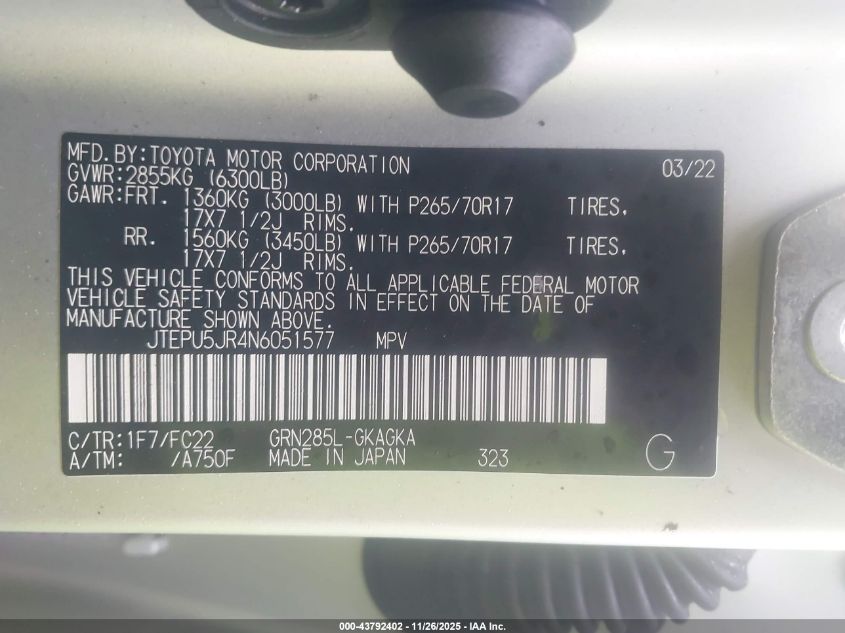 MFD.BY:TOYOTA MOTOR CORPORATION 03/22
GVWR:2855KG (6300LB)
GAWR:FRT. 1360KG (3000LB) WITH P265/70R17 TIRES.
17X7 1/2J RIMS.
RR. 1560KG (3450LB) WITH P265/70R17 TIRES.
17X7 1/2J RIMS.
THIS VEHICLE CONFORMS TO ALL APPLICABLE FEDERAL MOTOR
VEHICLE SAFETY STANDARDS IN EFFECT ON THE DATE OF
MANUFACTURE SHOWN ABOVE.
JTEPU5JR4N6051577 MPV
C/TR:1F7/FC22 GRN285L-GKAGKA
A/TM: /A750F MADE IN JAPAN 323 G
000-43792402 - 11/26/2025 - IAA Inc.